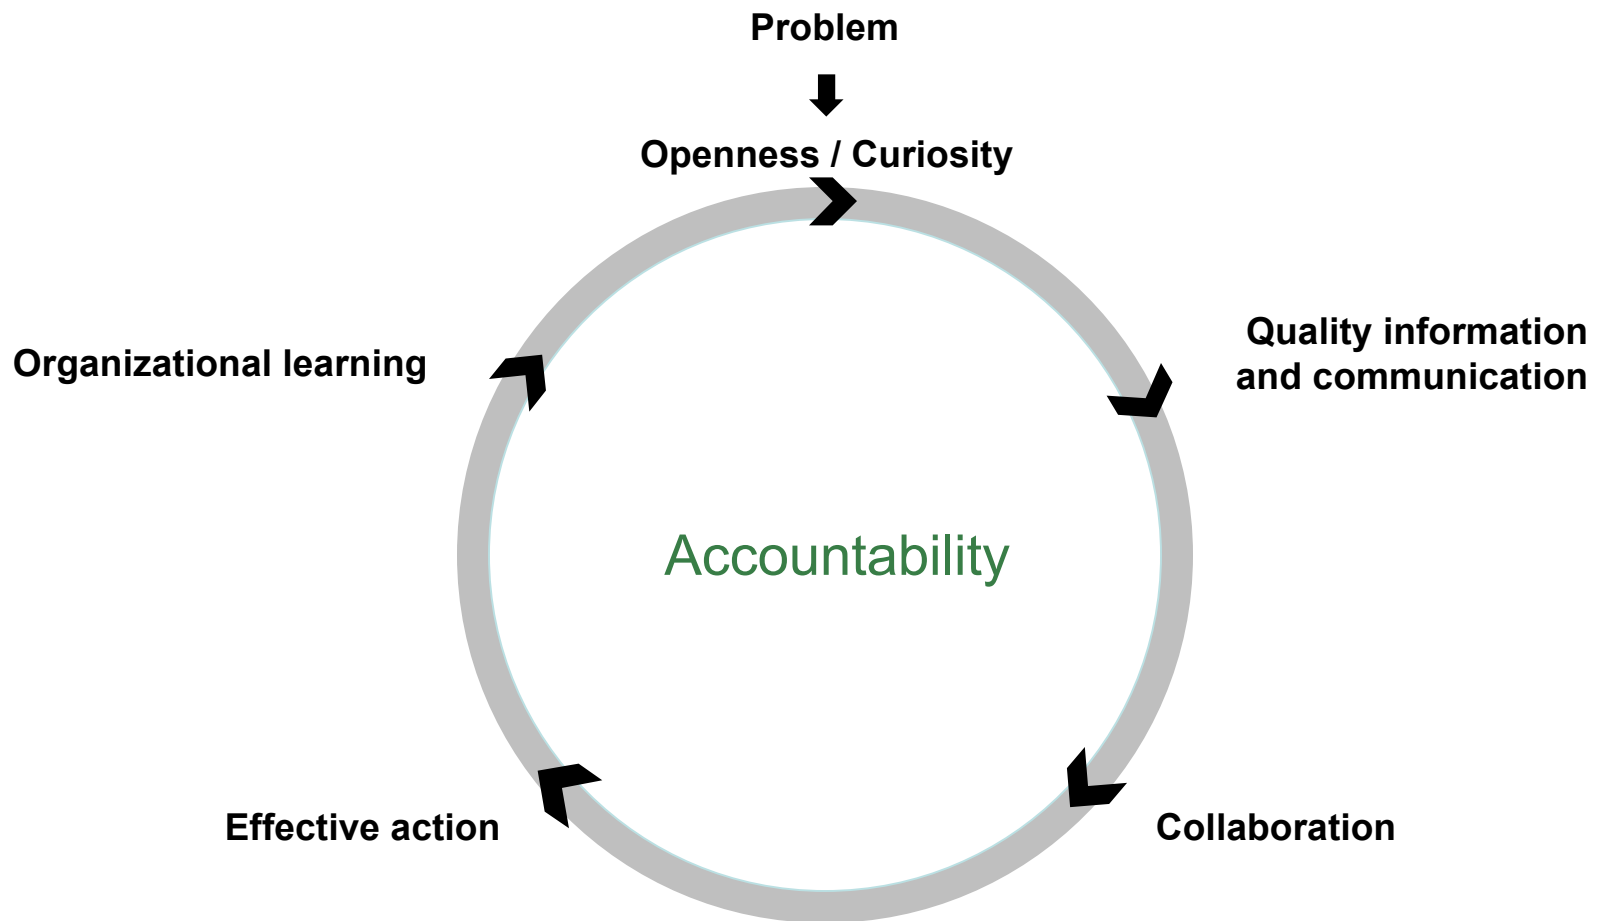 Problem
Openness / Curiosity
Quality information
and communication
Organizational learning
Accountability
Effective action
Collaboration